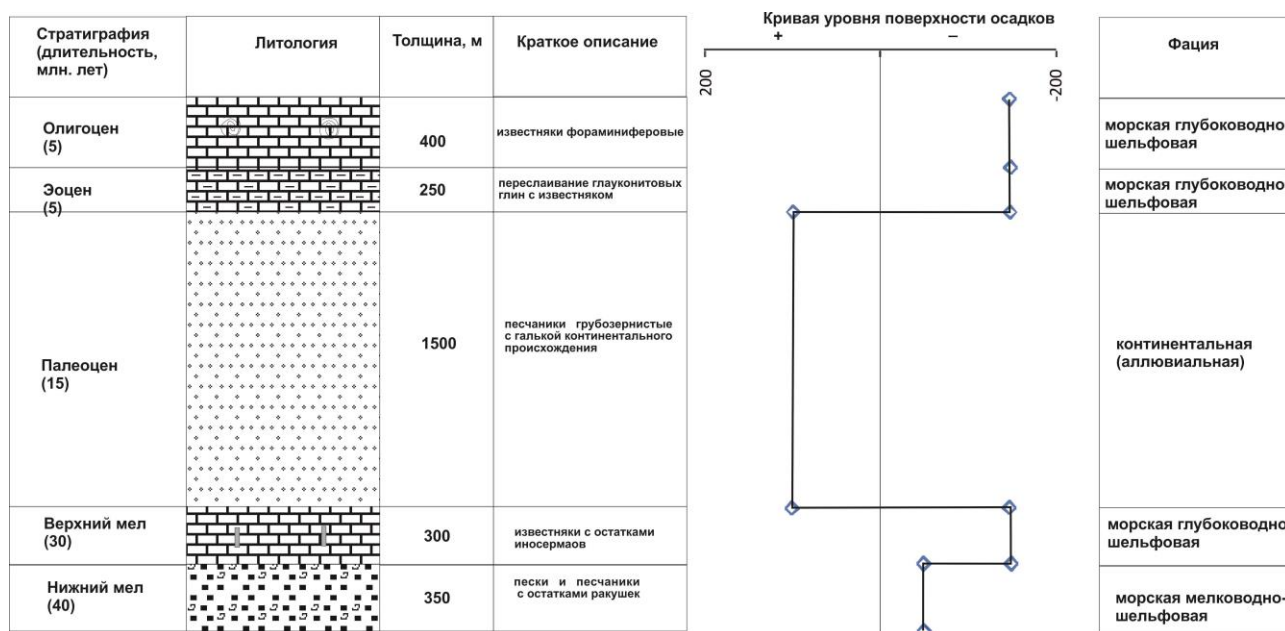 Стратиграфия
(длительность,
млн. лет)
Литология
Толщина, м
Краткое описание
Кривая уровня поверхности осадков
+
–
200
-200
Фация
Олигоцен
(5)
400
известняки фораминиферовые
морская глубоководно
шельфовая
Эоцен
(5)
250
переслаивание глауконитовых
глин с известняком
морская глубоководно
шельфовая
Палеоцен
(15)
1500
песчаники грубозернистые
с галькой континентального
происхождения
континентальная
(аллювиальная)
Верхний мел
(30)
300
известняки с остатками
иносермаов
морская глубоководно
шельфовая
Нижний мел
(40)
350
пески и песчаники
с остатками ракушек
морская мелководно-
шельфовая